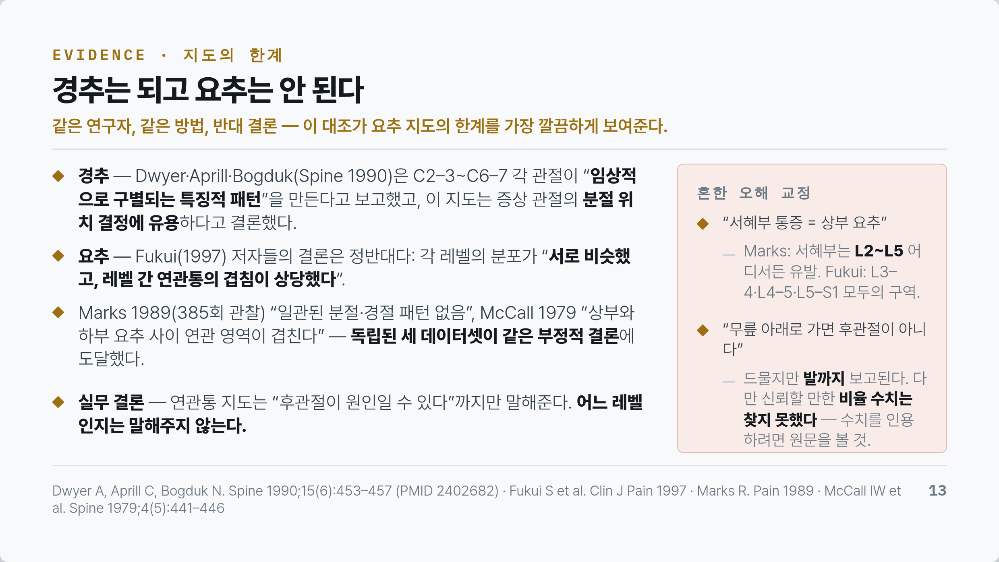 EVIDENCE · 지도의 한계
경추는 되고 요추는 안 된다
같은 연구자, 같은 방법, 반대 결론 — 이 대조가 요추 지도의 한계를 가장 깔끔하게 보여준다.
경추 — Dwyer·Aprill·Bogduk(Spine 1990)은 C2–3~C6–7 각 관절이 “임상적
으로 구별되는 특징적 패턴”을 만든다고 보고했고, 이 지도는 증상 관절의 분절 위
치 결정에 유용하다고 결론했다.
요추 — Fukui(1997) 저자들의 결론은 정반대다: 각 레벨의 분포가 “서로 비슷했
고, 레벨 간 연관통의 겹침이 상당했다”.
Marks 1989(385회 관찰) “일관된 분절·경절 패턴 없음”, McCall 1979 “상부와
하부 요추 사이 연관 영역이 겹친다” — 독립된 세 데이터셋이 같은 부정적 결론에
도달했다.
실무 결론 — 연관통 지도는 “후관절이 원인일 수 있다”까지만 말해준다. 어느 레벨
인지는 말해주지 않는다.
흔한 오해 교정
“서혜부 통증 = 상부 요추”
Marks: 서혜부는 L2~L5 어
디서든 유발. Fukui: L3–
4·L4–5·L5–S1 모두의 구역.
“무릎 아래로 가면 후관절이 아니
다”
드물지만 발까지 보고된다. 다
만 신뢰할 만한 비율 수치는
찾지 못했다 — 수치를 인용
하려면 원문을 볼 것.
Dwyer A, Aprill C, Bogduk N. Spine 1990;15(6):453–457 (PMID 2402682) · Fukui S et al. Clin J Pain 1997 · Marks R. Pain 1989 · McCall IW et
al. Spine 1979;4(5):441–446
13